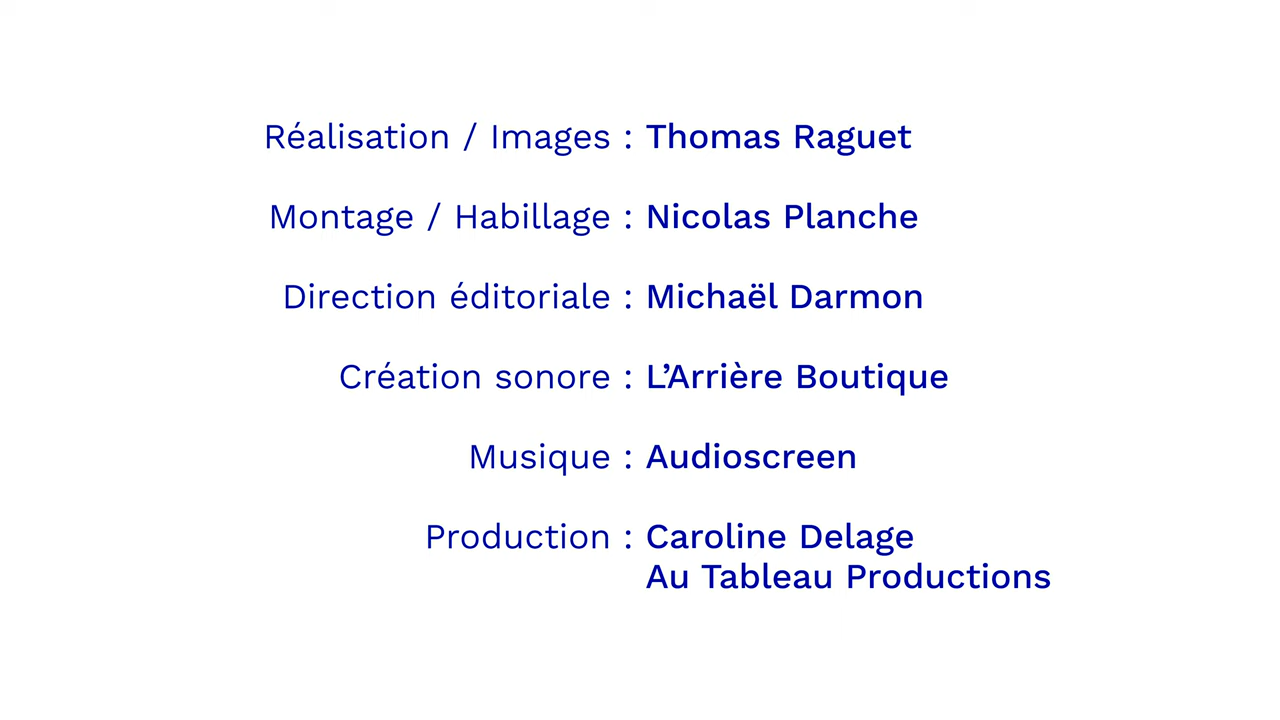 Réalisation / Images : Thomas Raguet
Montage / Habillage : Nicolas Planche
Direction éditoriale : Michaël Darmon
Création sonore : L’Arrière Boutique
Musique : Audioscreen
Production : Caroline Delage
Au Tableau Productions